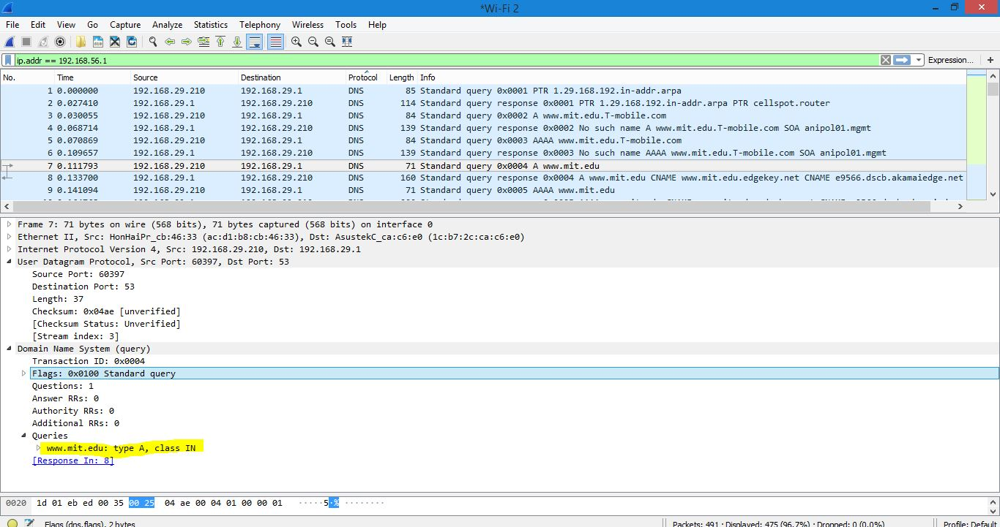 *Wi-Fi 2
File Edit View Go Capture Analyze Statistics Telephony Wireless Tools Help
ip.addr == 192.168.56.1 Expression... +
No. Time Source Destination Protocol Length Info
1 0.000000 192.168.29.210 192.168.29.1 DNS 85 Standard query 0x0001 PTR 1.29.168.192.in-addr.arpa
2 0.027410 192.168.29.1 192.168.29.210 DNS 114 Standard query response 0x0001 PTR 1.29.168.192.in-addr.arpa PTR cellspot.router
3 0.030055 192.168.29.210 192.168.29.1 DNS 84 Standard query 0x0002 A www.mit.edu.T-mobile.com
4 0.068714 192.168.29.1 192.168.29.210 DNS 139 Standard query response 0x0002 No such name A www.mit.edu.T-mobile.com SOA anipol01.mgmt
5 0.070869 192.168.29.210 192.168.29.1 DNS 84 Standard query 0x0003 AAAA www.mit.edu.T-mobile.com
6 0.109657 192.168.29.1 192.168.29.210 DNS 139 Standard query response 0x0003 No such name AAAA www.mit.edu.T-mobile.com SOA anipol01.mgmt
7 0.111793 192.168.29.210 192.168.29.1 DNS 71 Standard query 0x0004 A www.mit.edu
8 0.133700 192.168.29.1 192.168.29.210 DNS 160 Standard query response 0x0004 A www.mit.edu CNAME www.mit.edu.edgekey.net CNAME e9566.dscb.akamaiedge.net
9 0.141094 192.168.29.210 192.168.29.1 DNS 71 Standard query 0x0005 AAAA www.mit.edu
Frame 7: 71 bytes on wire (568 bits), 71 bytes captured (568 bits) on interface 0
Ethernet II, Src: HonHaiPr_cb:46:33 (ac:d1:b8:cb:46:33), Dst: AsustekC_ca:c6:e0 (1c:b7:2c:ca:c6:e0)
Internet Protocol Version 4, Src: 192.168.29.210, Dst: 192.168.29.1
User Datagram Protocol, Src Port: 60397, Dst Port: 53
Source Port: 60397
Destination Port: 53
Length: 37
Checksum: 0x04ae [unverified]
[Checksum Status: Unverified]
[Stream index: 3]
Domain Name System (query)
Transaction ID: 0x0004
Flags: 0x0100 Standard query
Questions: 1
Answer RRs: 0
Authority RRs: 0
Additional RRs: 0
Queries
www.mit.edu: type A, class IN
[Response In: 8]
0020 1d 01 eb ed 00 35 00 25 04 ae 00 04 01 00 00 01 ·····5·% ········
Flags (dns.flags), 2 bytes Packets: 491 · Displayed: 475 (96.7%) · Dropped: 0 (0.0%) Profile: Default